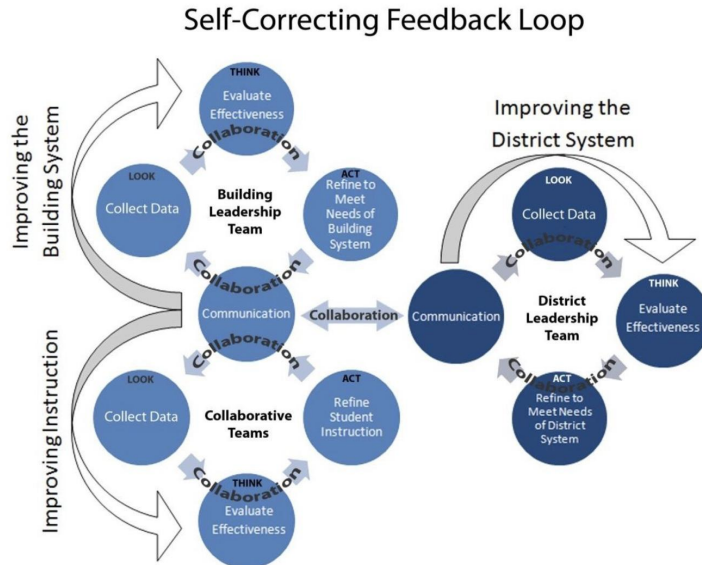 Self-Correcting Feedback Loop
Improving the
Building System
THINK
Evaluate
Effectiveness
Collaboration
LOOK
Collect Data
Building
Leadership
Team
ACT
Refine to
Meet
Needs of
Building
System
Collaboration
Communication
Collaboration
Improving Instruction
Collaboration
LOOK
Collect Data
Collaborative
Teams
ACT
Refine
Student
Instruction
Collaboration
THINK
Evaluate
Effectiveness
Improving the
District System
LOOK
Collect Data
Collaboration
Communication
District
Leadership
Team
THINK
Evaluate
Effectiveness
ACT
Collaboration
Refine to
Meet Needs
of District
System